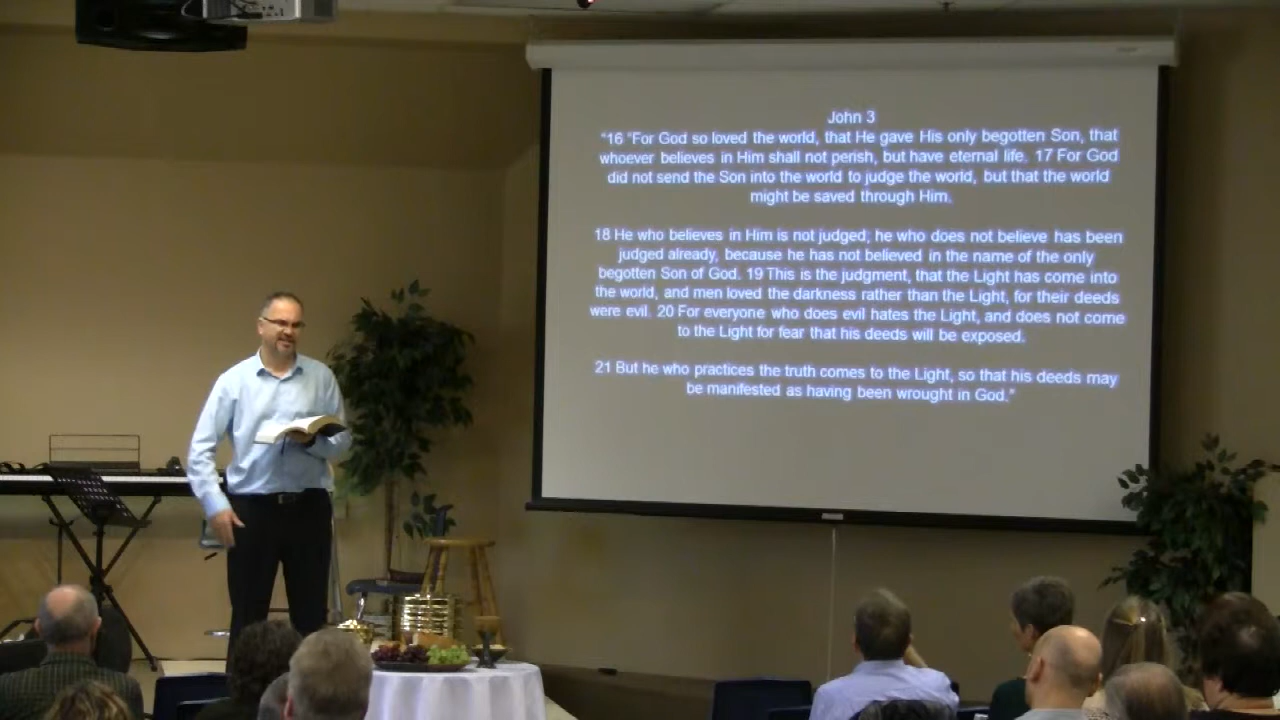 John 3
"16 "For God so loved the world, that He gave His only begotten Son, that
whoever believes in Him shall not perish, but have eternal life. 17 For God
did not send the Son into the world to judge the world, but that the world
might be saved through Him.
18 He who believes in Him is not judged; he who does not believe has been
judged already, because he has not believed in the name of the only
begotten Son of God. 19 This is the judgment, that the Light has come into
the world, and men loved the darkness rather than the Light, for their deeds
were evil. 20 For everyone who does evil hates the Light, and does not come
to the Light for fear that his deeds will be exposed.
21 But he who practices the truth comes to the Light, so that his deeds may
be manifested as having been wrought in God."